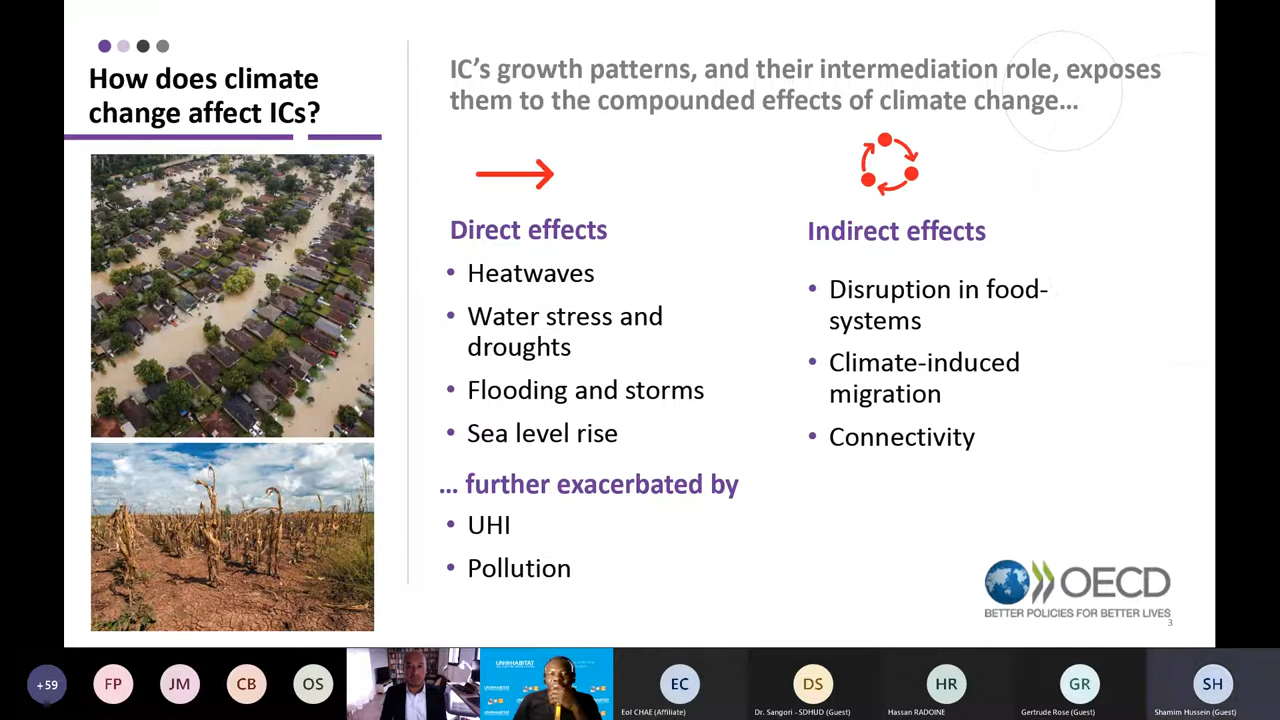 How does climate
change affect ICs?
IC's growth patterns, and their intermediation role, exposes
them to the compounded effects of climate change...
Direct effects
• Heatwaves
• Water stress and
droughts
• Flooding and storms
• Sea level rise
... further exacerbated by
• UHI
• Pollution
Indirect effects
• Disruption in food-
systems
• Climate-induced
migration
• Connectivity
OECD
BETTER POLICIES FOR BETTER LIVES
3
+59
FP
JM
CB
OS
UN-HABITAT
EC
Eol CHAE (Affiliate)
DS
Dr. Sangori - SDHUD (Guest)
HR
Hassan RADOINE
GR
Gertrude Rose (Guest)
SH
Shamim Hussein (Guest)